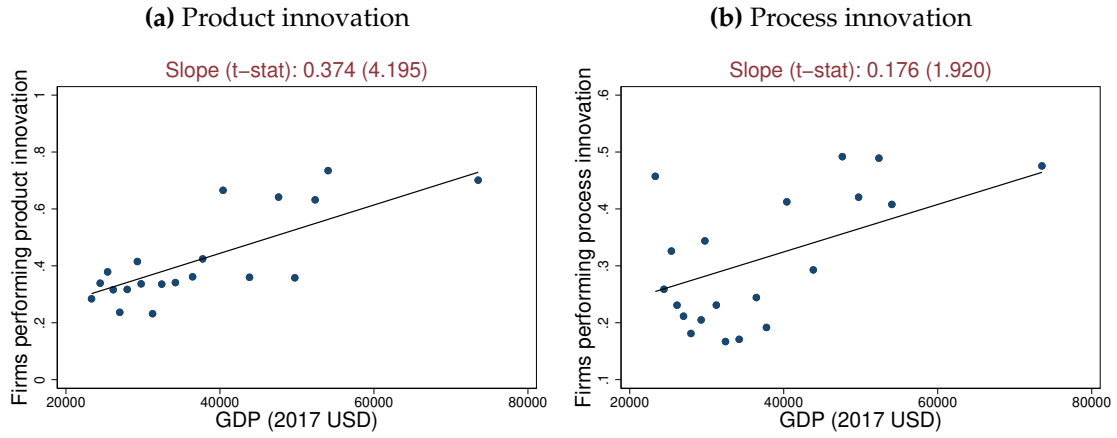 (a) Product innovation
Slope (t−stat): 0.374 (4.195)
Firms performing product innovation
1
.8
.6
.4
.2
0
20000 40000 60000 80000
GDP (2017 USD)
(b) Process innovation
Slope (t−stat): 0.176 (1.920)
Firms performing process innovation
.6
.5
.4
.3
.2
.1
20000 40000 60000 80000
GDP (2017 USD)